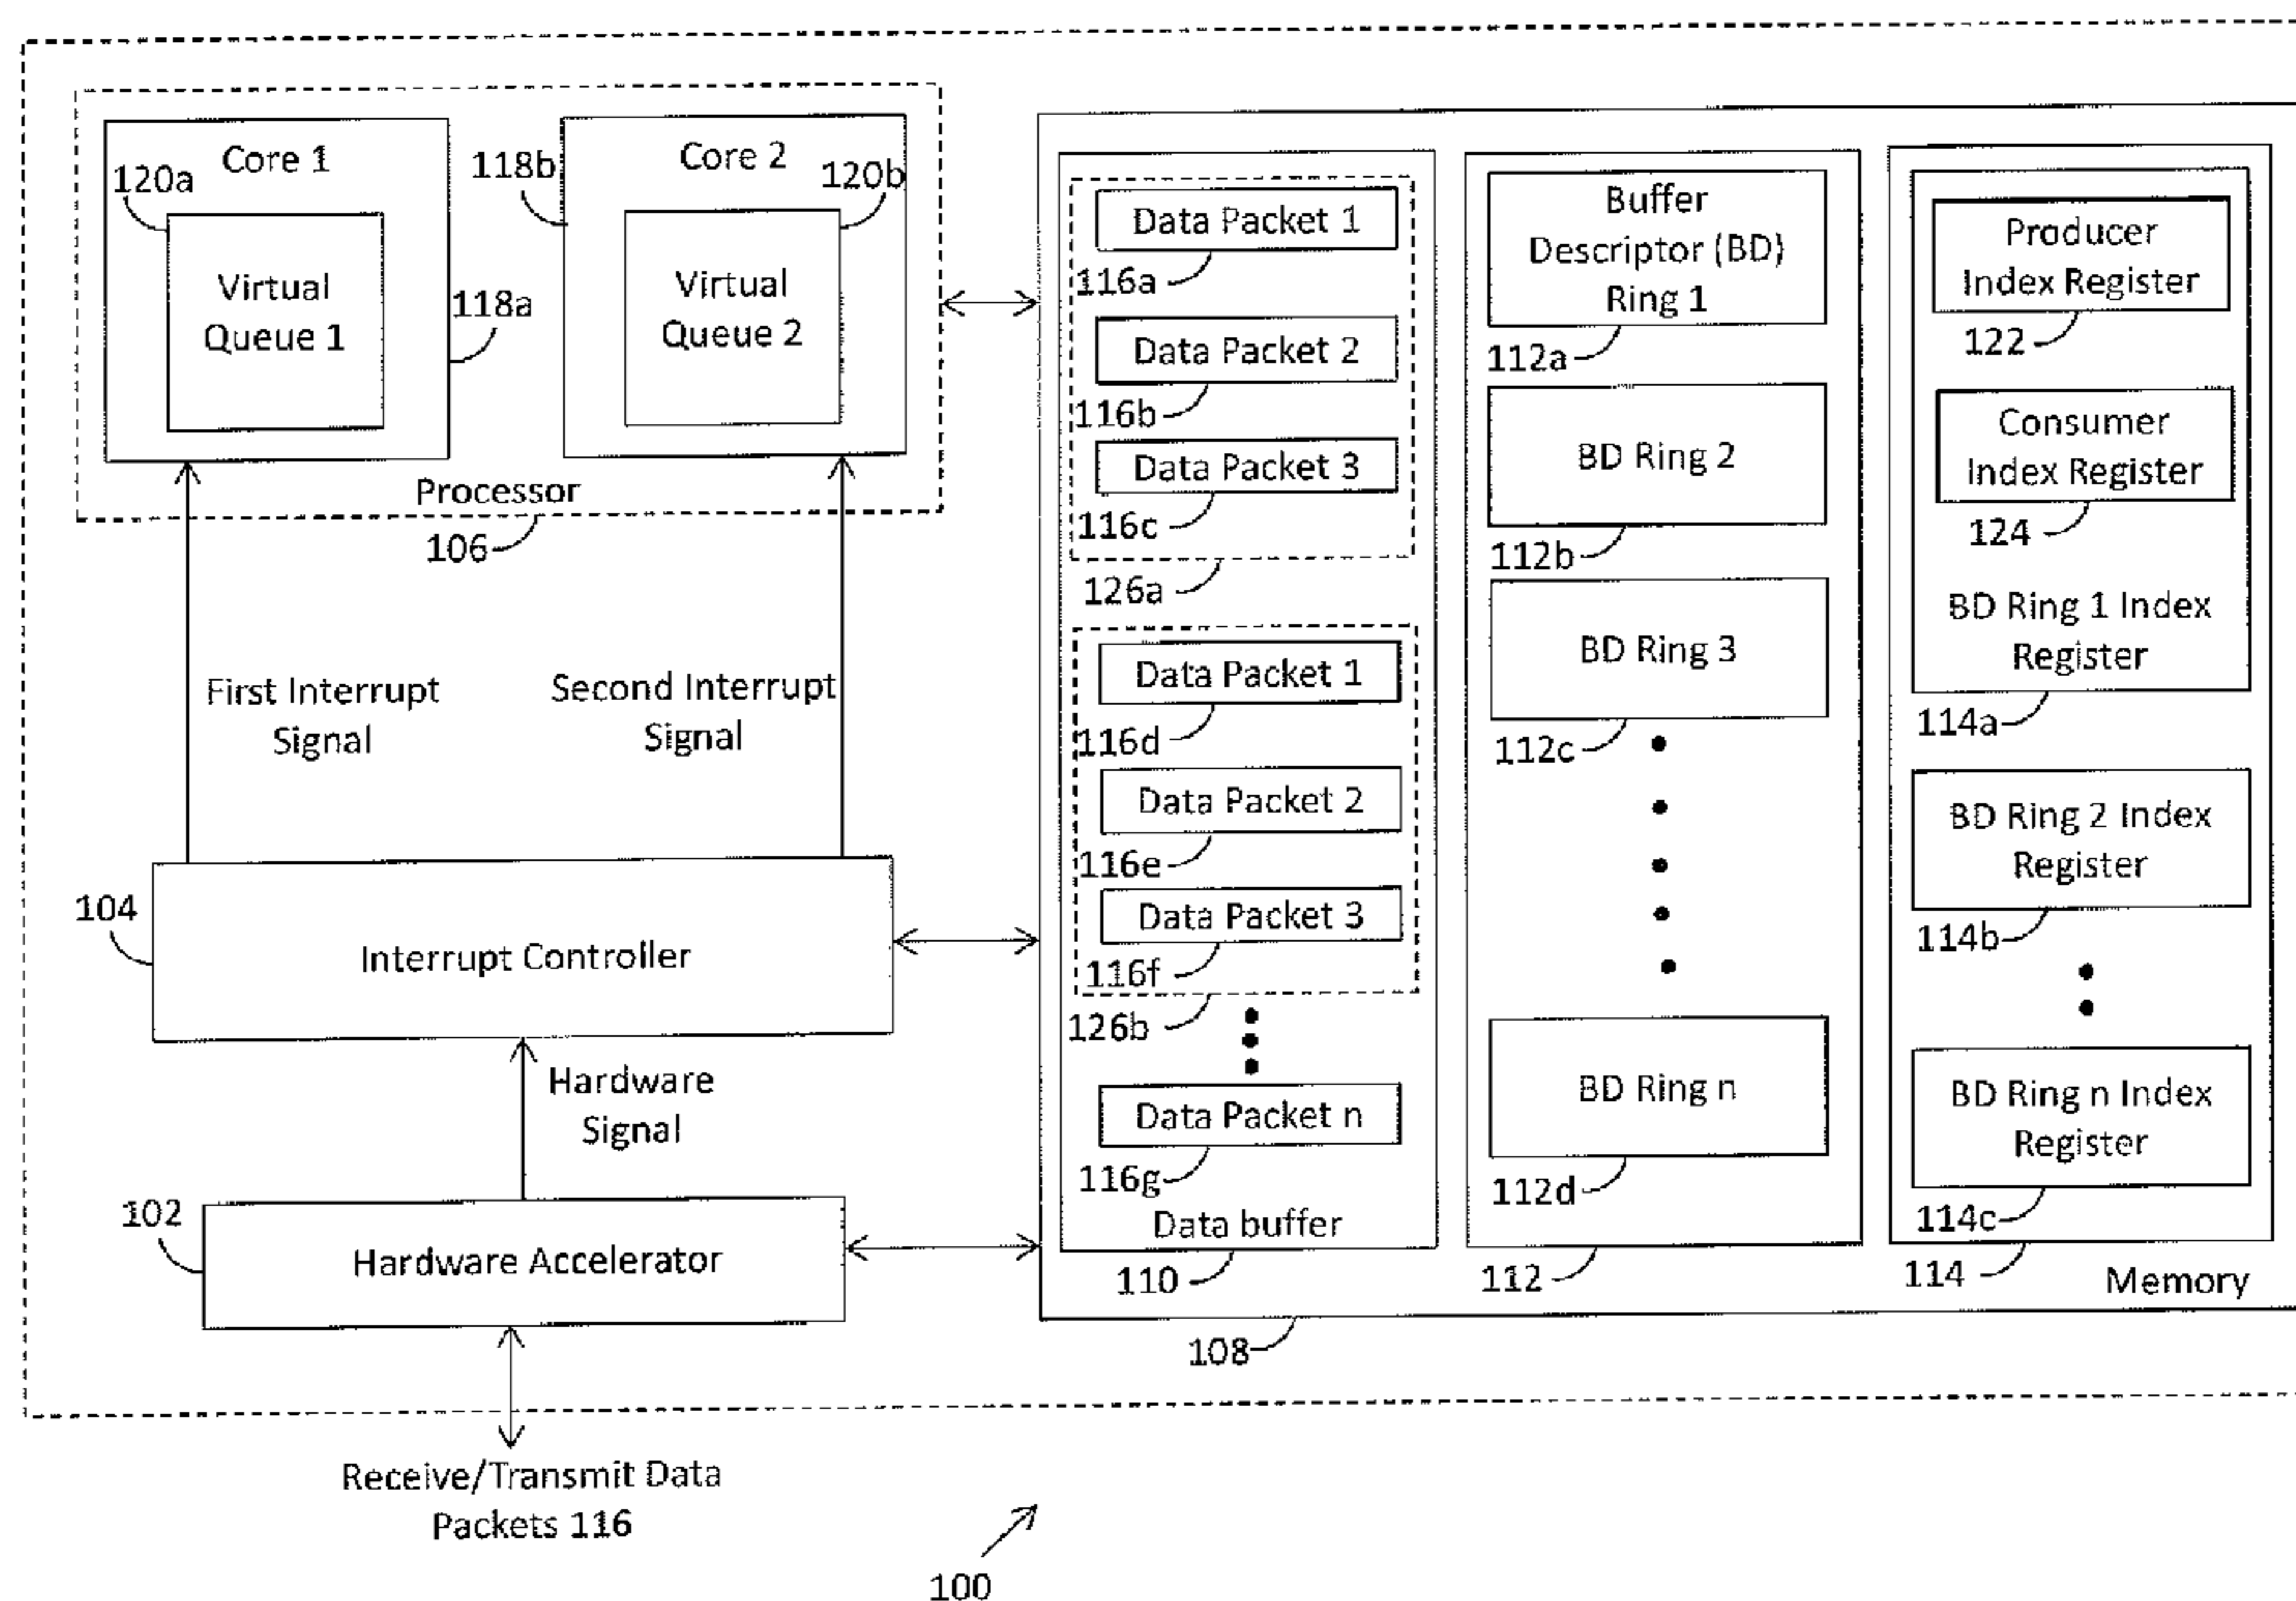 Core 1
120a
Virtual
Queue 1
118a
118b
Core 2
120b
Virtual
Queue 2
Processor
106
First Interrupt
Signal
Second Interrupt
Signal
104
Interrupt Controller
Hardware
Signal
102
Hardware Accelerator
Receive/Transmit Data
Packets 116
100
Data Packet 1
116a
Data Packet 2
116b
Data Packet 3
116c
126a
Data Packet 1
116d
Data Packet 2
116e
Data Packet 3
116f
126b
Data Packet n
116g
Data buffer
110
Buffer
Descriptor (BD)
Ring 1
112a
BD Ring 2
112b
BD Ring 3
112c
BD Ring n
112d
112
Producer
Index Register
122
Consumer
Index Register
124
BD Ring 1 Index
Register
114a
BD Ring 2 Index
Register
114b
BD Ring n Index
Register
114c
114
Memory
108